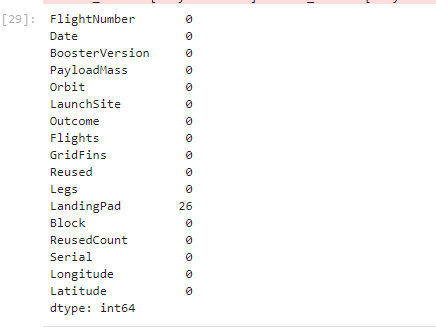 [29]: FlightNumber 0
Date 0
BoosterVersion 0
PayloadMass 0
Orbit 0
LaunchSite 0
Outcome 0
Flights 0
GridFins 0
Reused 0
Legs 0
LandingPad 26
Block 0
ReusedCount 0
Serial 0
Longitude 0
Latitude 0
dtype: int64